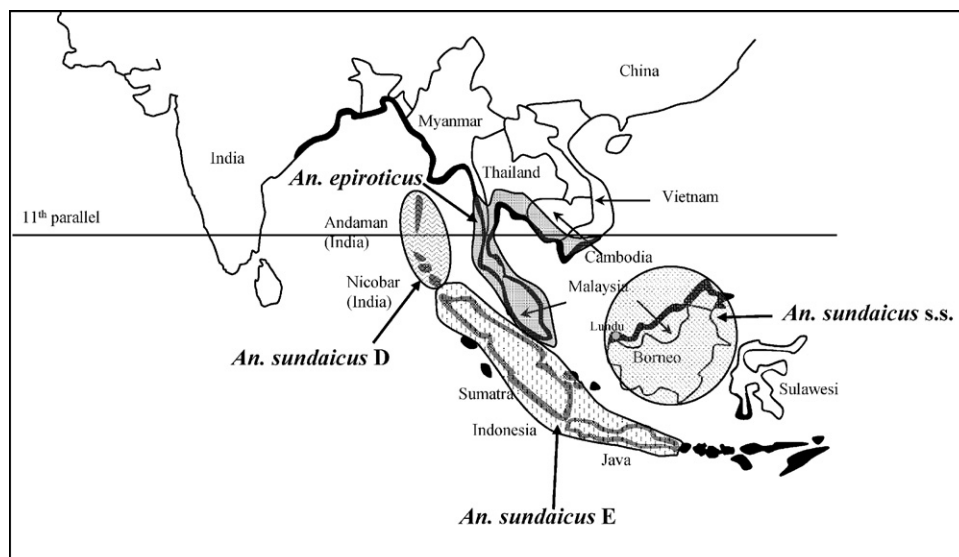 China
Myanmar
India
Thailand
An. epiroticus
Vietnam
11th parallel
Andaman
(India)
Cambodia
Nicobar
(India)
Malaysia
An. sundaicus s.s.
Lundu
Borneo
An. sundaicus D
Sulawesi
Sumatra
Indonesia
Java
An. sundaicus E